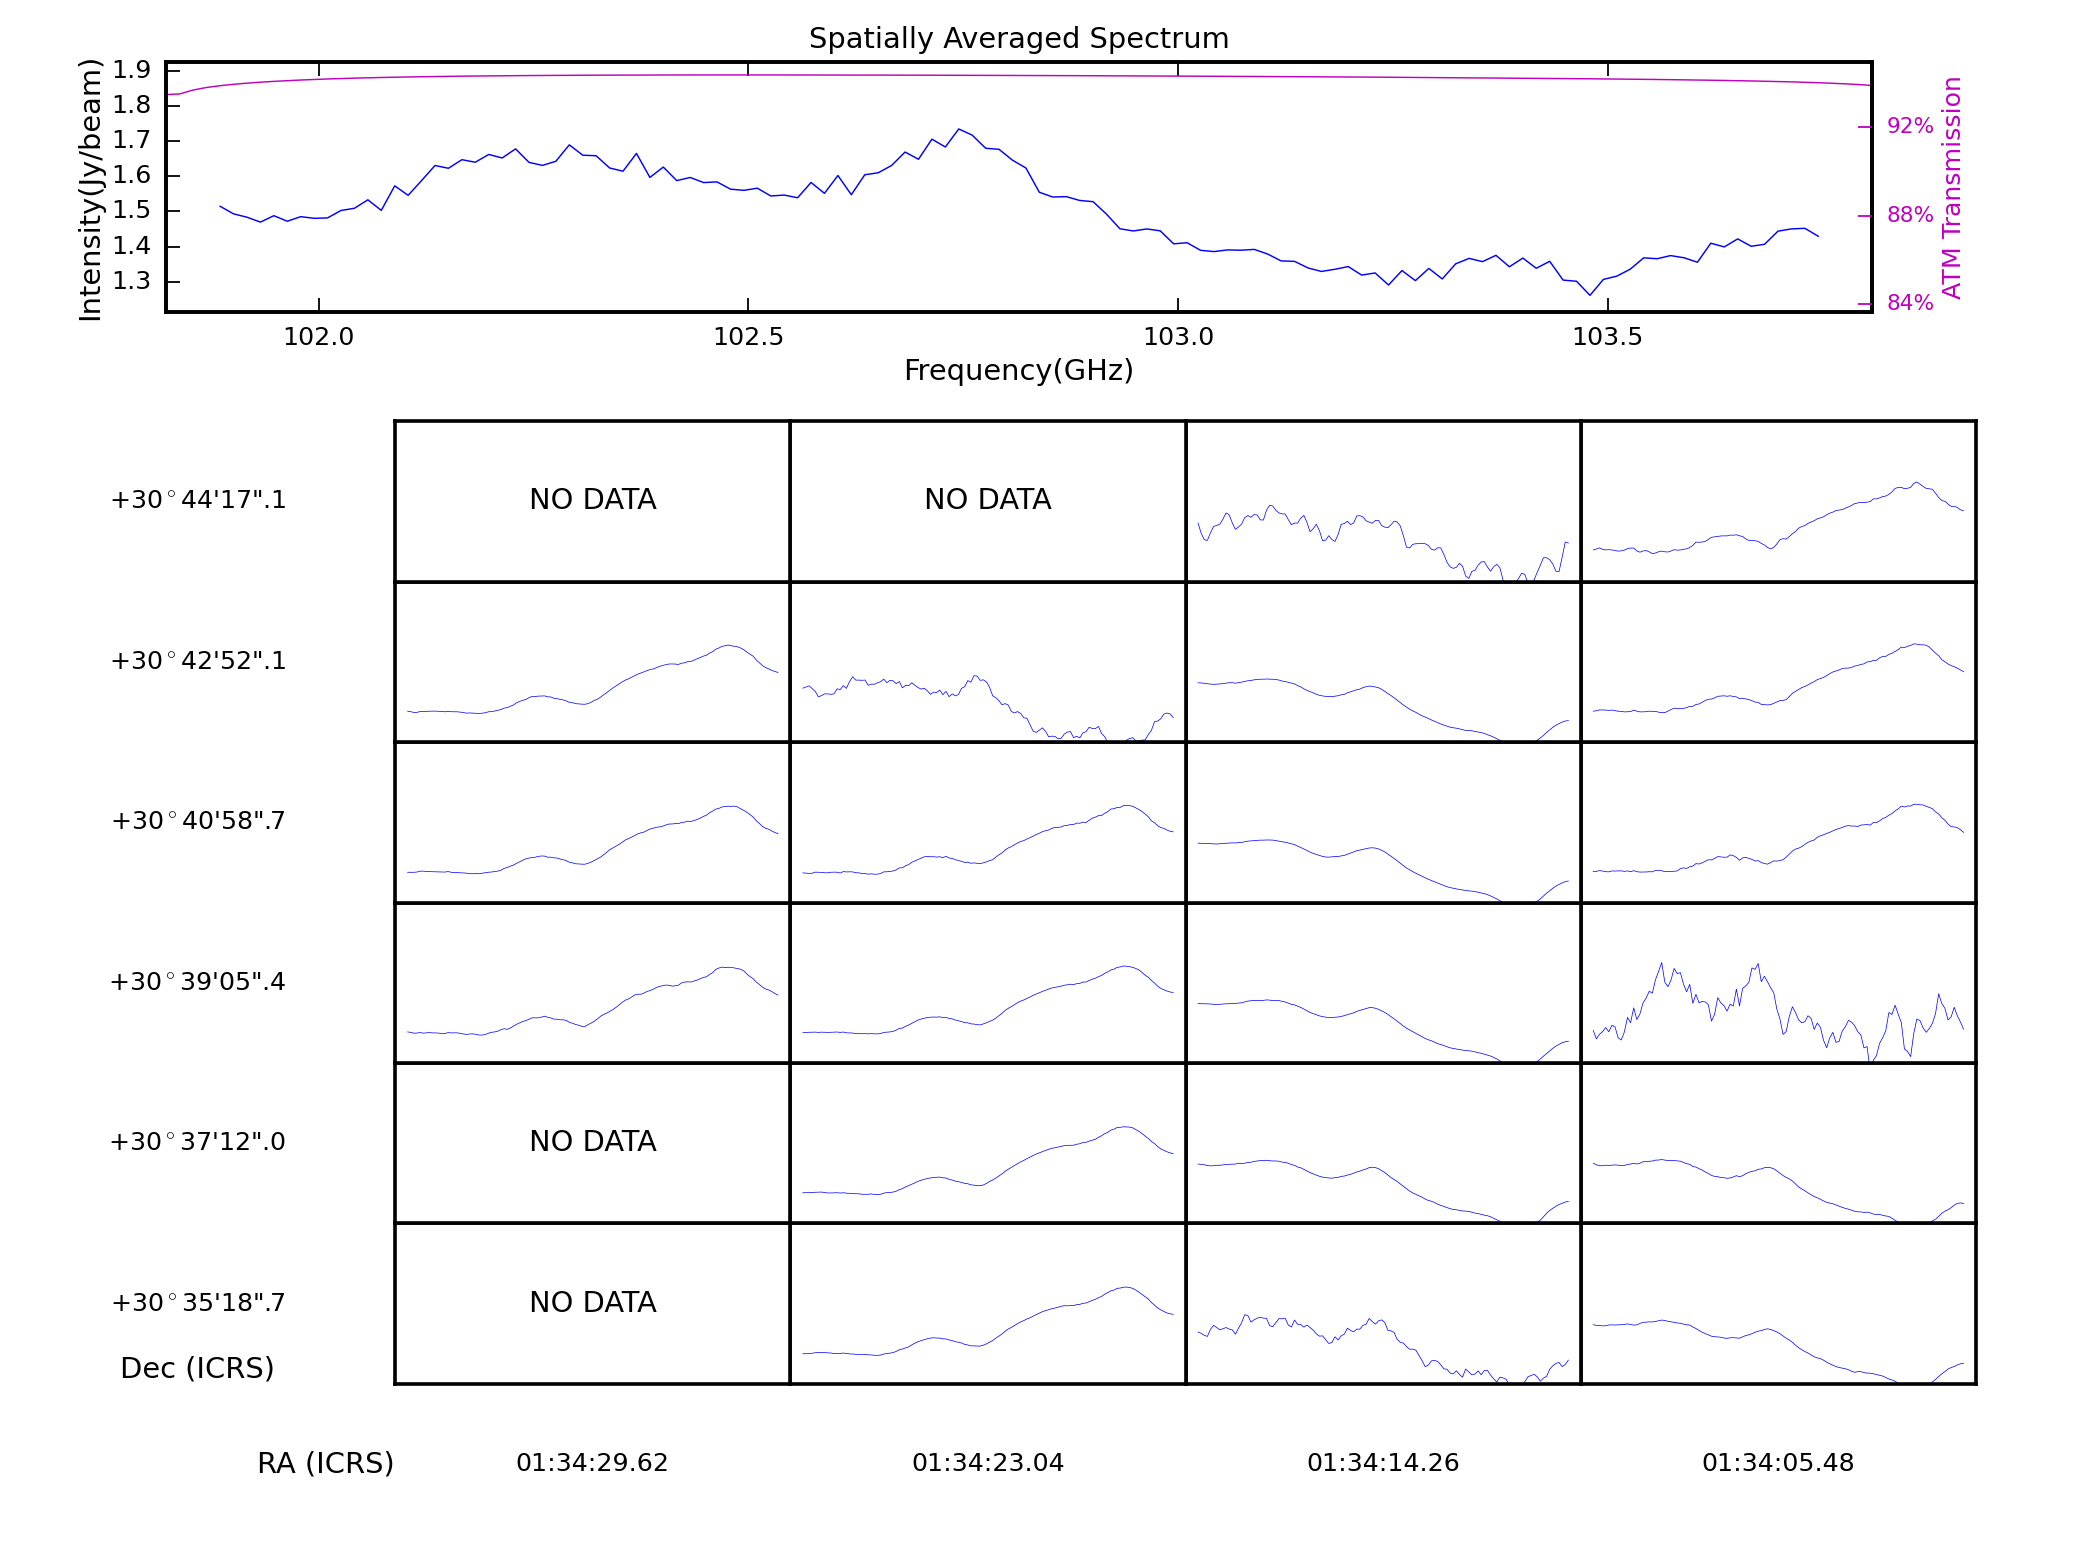 Spatially Averaged Spectrum
Intensity(Jy/beam)
1.9
1.8
1.7
1.6
1.5
1.4
1.3
92%
88%
84%
ATM Transmission
102.0 102.5 103.0 103.5
Frequency(GHz)
+30°44'17".1 NO DATA NO DATA
+30°42'52".1
+30°40'58".7
+30°39'05".4
+30°37'12".0 NO DATA
+30°35'18".7 NO DATA
Dec (ICRS)
RA (ICRS) 01:34:29.62 01:34:23.04 01:34:14.26 01:34:05.48